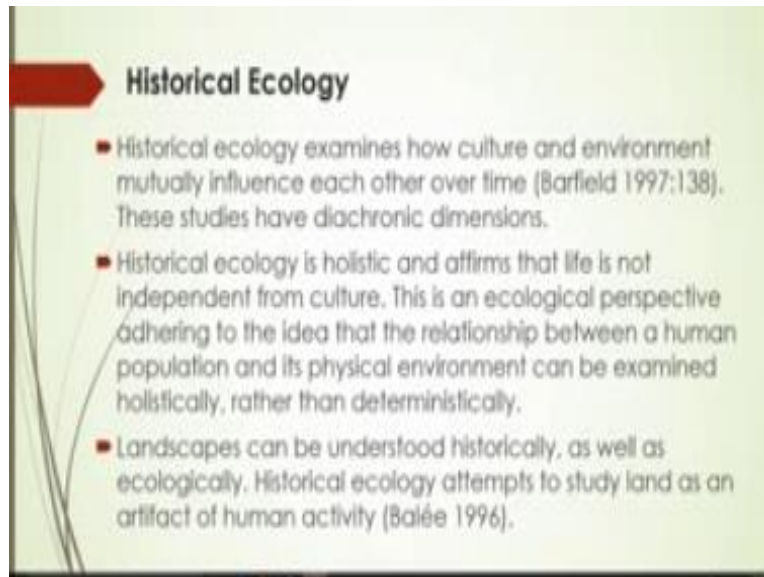 Historical Ecology
Historical ecology examines how culture and environment
mutually influence each other over time (Barfield 1997:138).
These studies have diachronic dimensions.
Historical ecology is holistic and affirms that life is not
independent from culture. This is an ecological perspective
adhering to the idea that the relationship between a human
population and its physical environment can be examined
holistically, rather than deterministically.
Landscapes can be understood historically, as well as
ecologically. Historical ecology attempts to study land as an
artifact of human activity (Balée 1996).